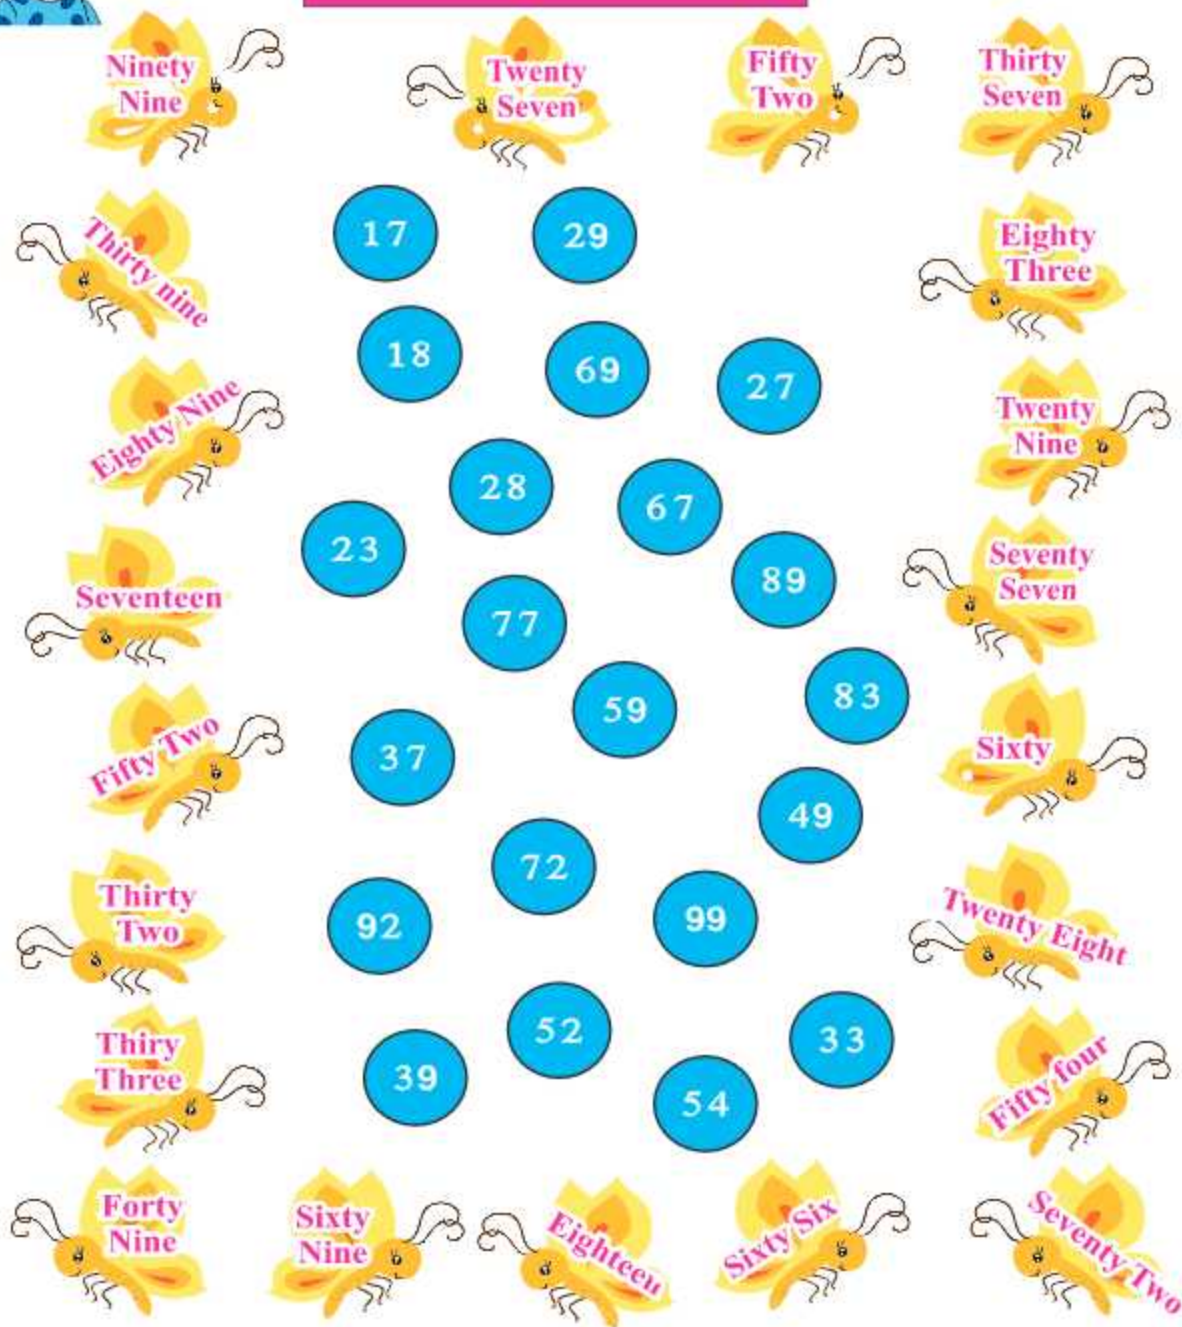 Ninety
Nine
Twenty
Seven
Fifty
Two
Thirty
Seven
17
29
Thirty nine
Eighty
Three
18
69
27
Eighty Nine
Twenty
Nine
28
67
23
89
Seventeen
Seventy
Seven
77
59
83
Fifty Two
37
Sixty
49
72
Thirty
Two
92
99
Twenty Eight
52
33
Thiry
Three
39
54
Fifty four
Forty
Nine
Sixty
Nine
Eighteen
Sixty Six
Seventy Two